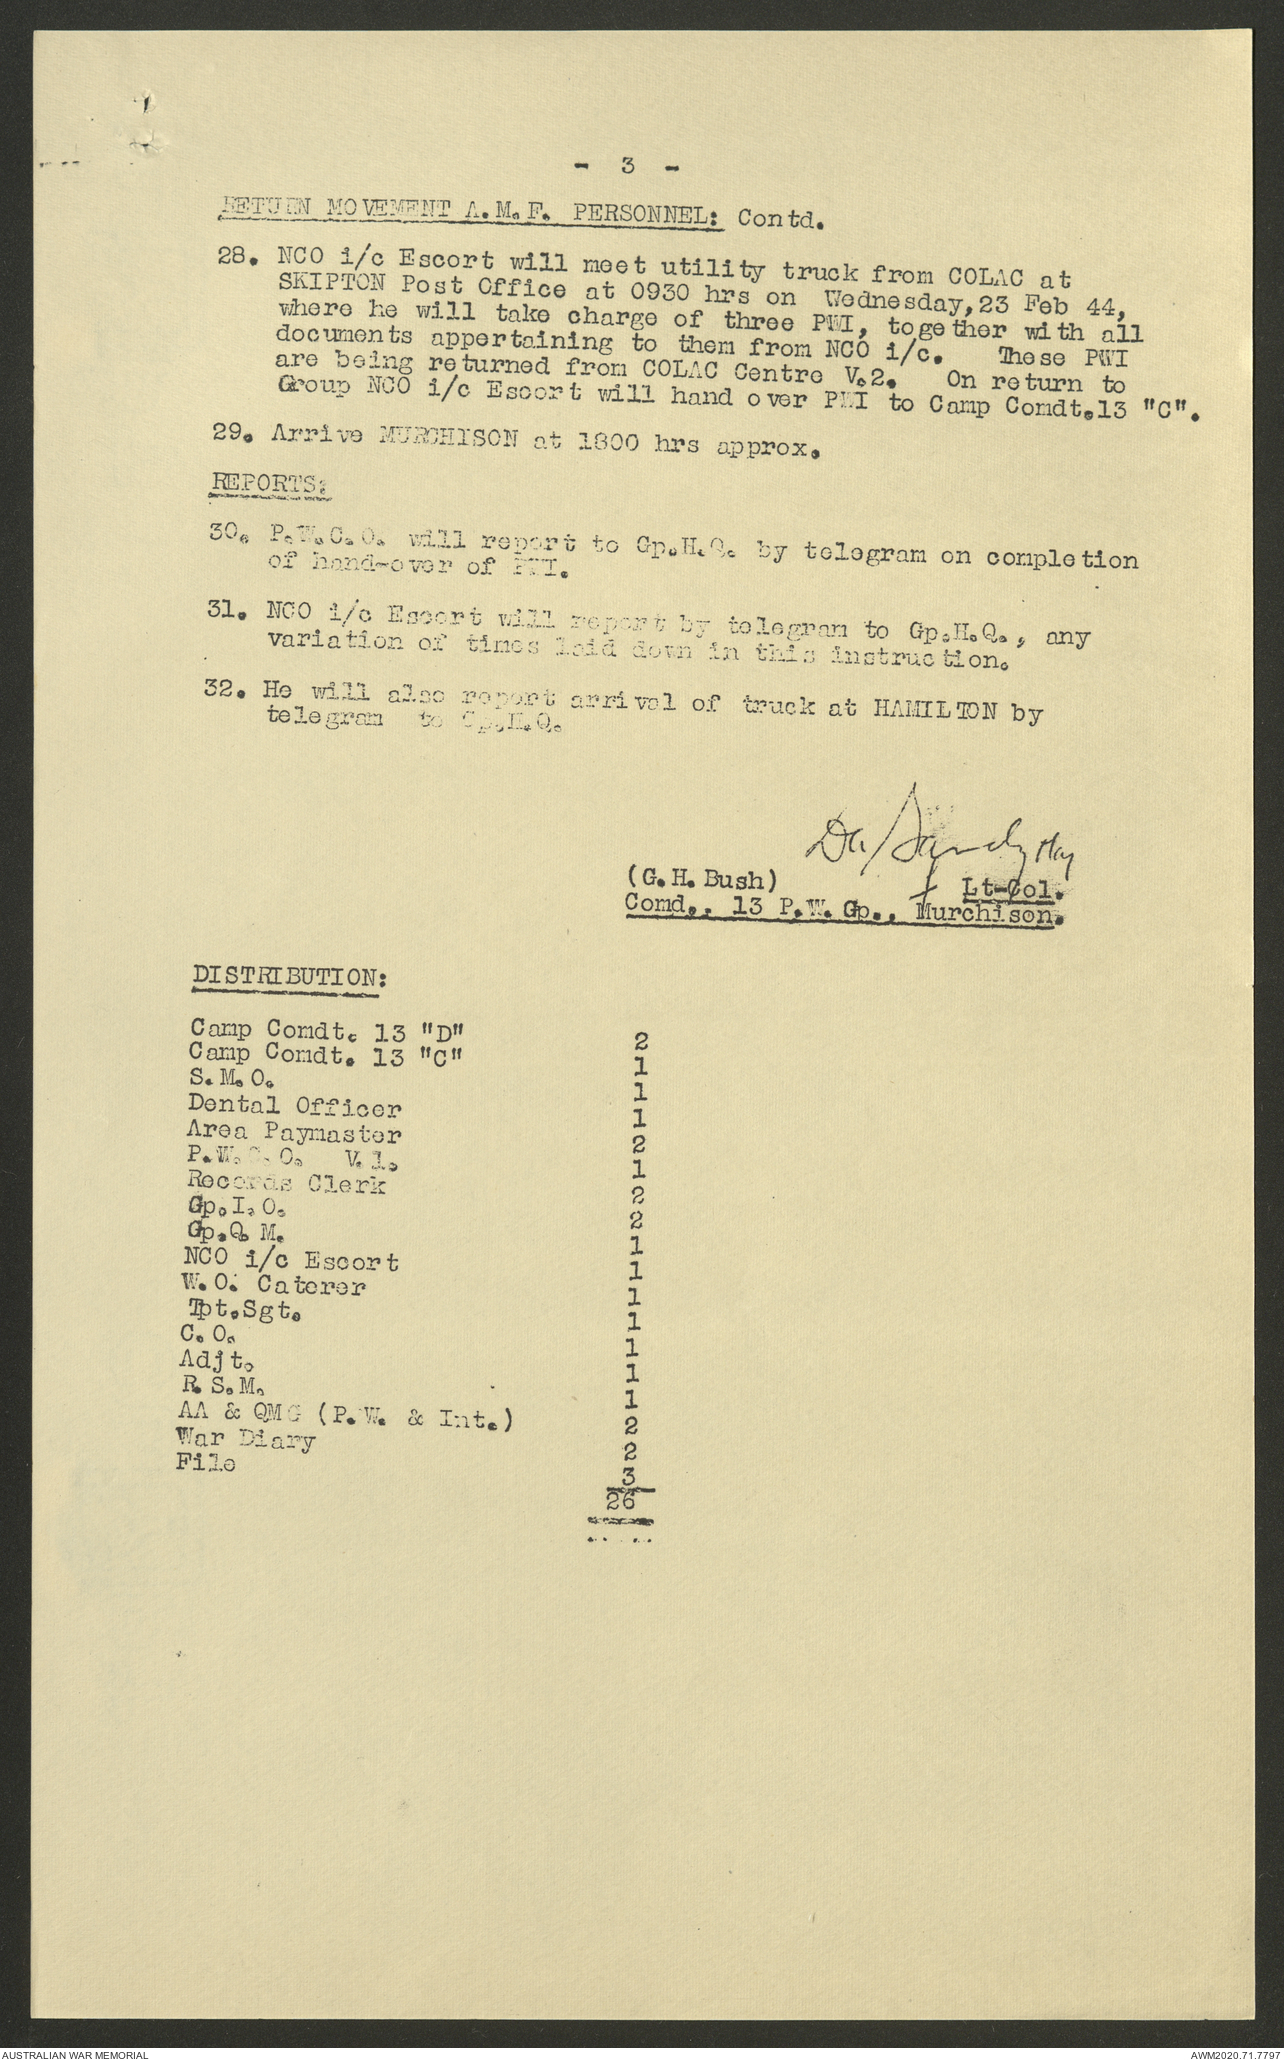 - 3 -
RETURN MOVEMENT A.M.F. PERSONNEL: Contd.
28. NCO i/c Escort will meet utility truck from COLAC at
SKIPTON Post Office at 0930 hrs on Wednesday,23 Feb 44,
where he will take charge of three PWI, together with all
documents appertaining to them from NCO i/c. These PWI
are being returned from COLAC Centre V.2. On return to
Group NCO i/c Escort will hand over PWI to Camp Comdt.13 "C".
29. Arrive MURCHISON at 1800 hrs approx.
REPORTS:
30. P.W.C.O. will report to Gp.H.Q. by telegram on completion
of hand-over of PWI.
31. NCO i/c Escort will report by telegram to Gp.H.Q., any
variation of times laid down in this instruction.
32. He will also report arrival of truck at HAMILTON by
telegram to Gp.H.Q.
(G.H.Bush) Lt-Col.
Comd., 13 P.W. Gp., Murchison.
DISTRIBUTION:
Camp Comdt. 13 "D" 2
Camp Comdt. 13 "C" 1
S.M.O. 1
Dental Officer 1
Area Paymaster 2
P.W.C.O. V.1. 1
Records Clerk 2
Gp.I.O. 2
Gp.Q.M. 1
NCO i/c Escort 1
W.O. Caterer 1
Tpt.Sgt. 1
C.O. 1
Adjt. 1
R.S.M. 1
AA & QMG (P.W. & Int.) 2
War Diary 2
File 3
26
AUSTRALIAN WAR MEMORIAL
AWM2020.71.7797